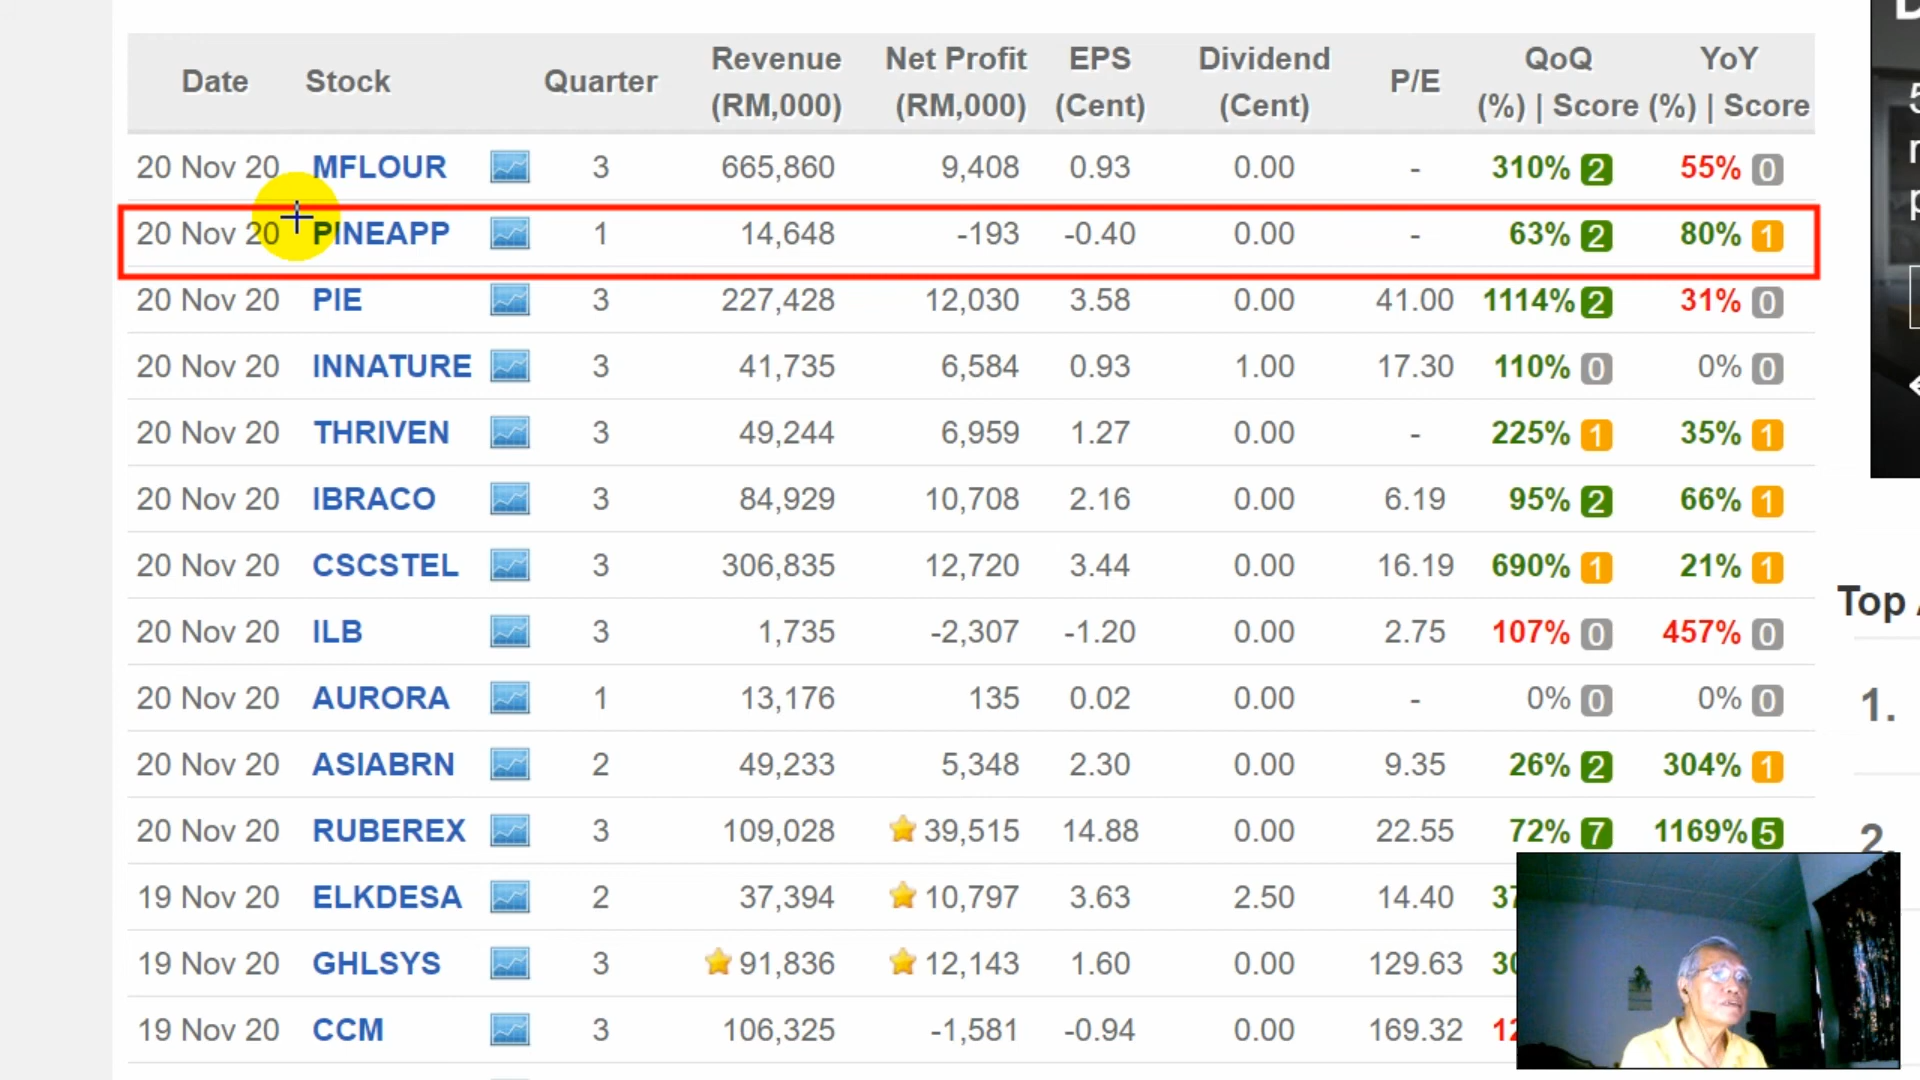 Date Stock Quarter Revenue (RM,000) Net Profit (RM,000) EPS (Cent) Dividend (Cent) P/E QoQ (%) | Score YoY (%) | Score
20 Nov 20 MFLOUR 3 665,860 9,408 0.93 0.00 - 310% 2 55% 0
20 Nov 20 PINEAPP 1 14,648 -193 -0.40 0.00 - 63% 2 80% 1
20 Nov 20 PIE 3 227,428 12,030 3.58 0.00 41.00 1114% 2 31% 0
20 Nov 20 INNATURE 3 41,735 6,584 0.93 1.00 17.30 110% 0 0% 0
20 Nov 20 THRIVEN 3 49,244 6,959 1.27 0.00 - 225% 1 35% 1
20 Nov 20 IBRACO 3 84,929 10,708 2.16 0.00 6.19 95% 2 66% 1
20 Nov 20 CSCSTEL 3 306,835 12,720 3.44 0.00 16.19 690% 1 21% 1
20 Nov 20 ILB 3 1,735 -2,307 -1.20 0.00 2.75 107% 0 457% 0
20 Nov 20 AURORA 1 13,176 135 0.02 0.00 - 0% 0 0% 0
20 Nov 20 ASIABRN 2 49,233 5,348 2.30 0.00 9.35 26% 2 304% 1
20 Nov 20 RUBEREX 3 109,028 39,515 14.88 0.00 22.55 72% 7 1169% 5
19 Nov 20 ELKDESA 2 37,394 10,797 3.63 2.50 14.40
19 Nov 20 GHLSYS 3 91,836 12,143 1.60 0.00 129.63
19 Nov 20 CCM 3 106,325 -1,581 -0.94 0.00 169.32
Top
1.
2.